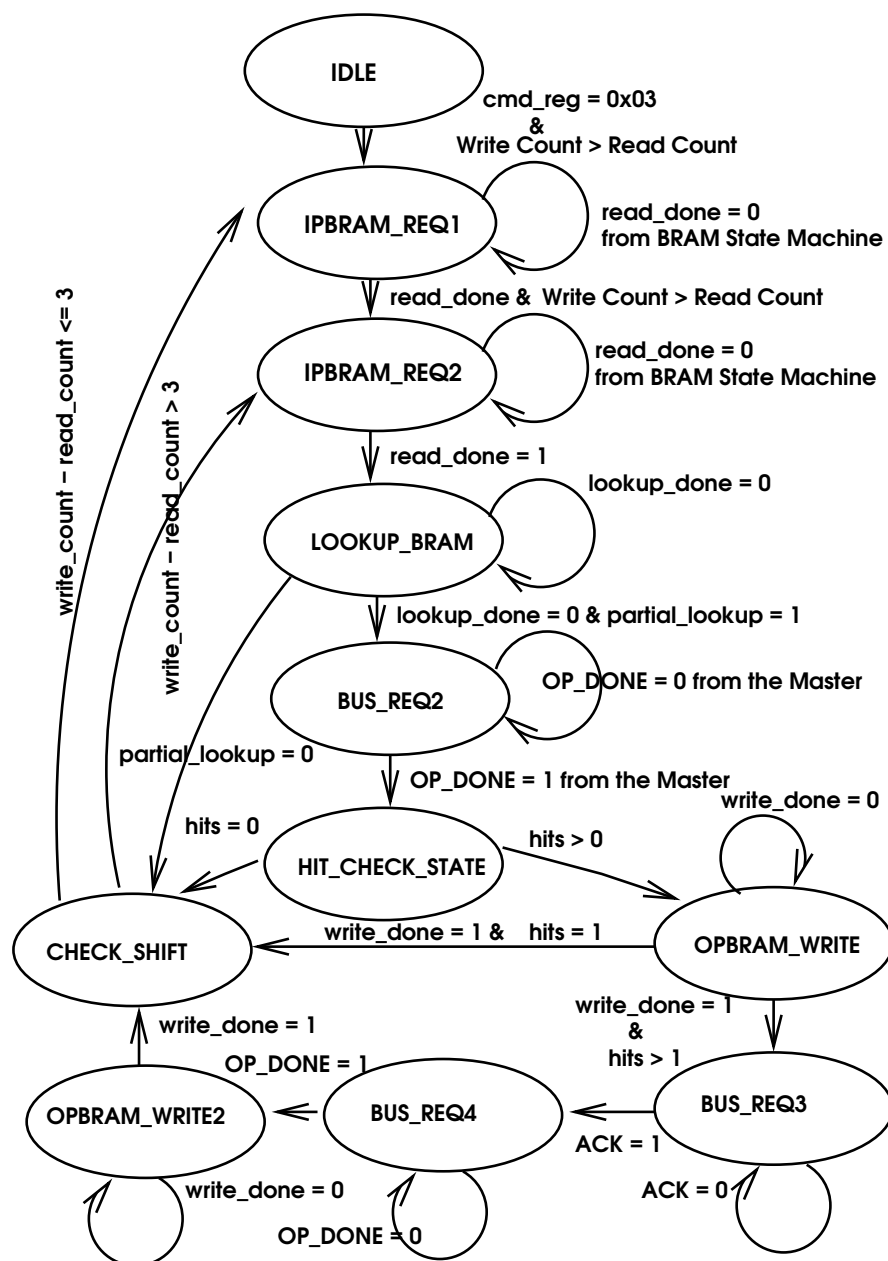 IDLE
cmd_reg = 0x03
&
Write Count > Read Count
IPBRAM_REQ1
read_done = 0
from BRAM State Machine
read_done & Write Count > Read Count
write_count – read_count <= 3
write_count – read_count > 3
IPBRAM_REQ2
read_done = 0
from BRAM State Machine
read_done = 1
lookup_done = 0
LOOKUP_BRAM
lookup_done = 0 & partial_lookup = 1
BUS_REQ2
OP_DONE = 0 from the Master
partial_lookup = 0
OP_DONE = 1 from the Master
write_done = 0
hits = 0
hits > 0
HIT_CHECK_STATE
CHECK_SHIFT
write_done = 1 & hits = 1
OPBRAM_WRITE
write_done = 1
&
hits > 1
write_done = 1
OP_DONE = 1
OPBRAM_WRITE2
BUS_REQ4
BUS_REQ3
ACK = 1
write_done = 0
OP_DONE = 0
ACK = 0